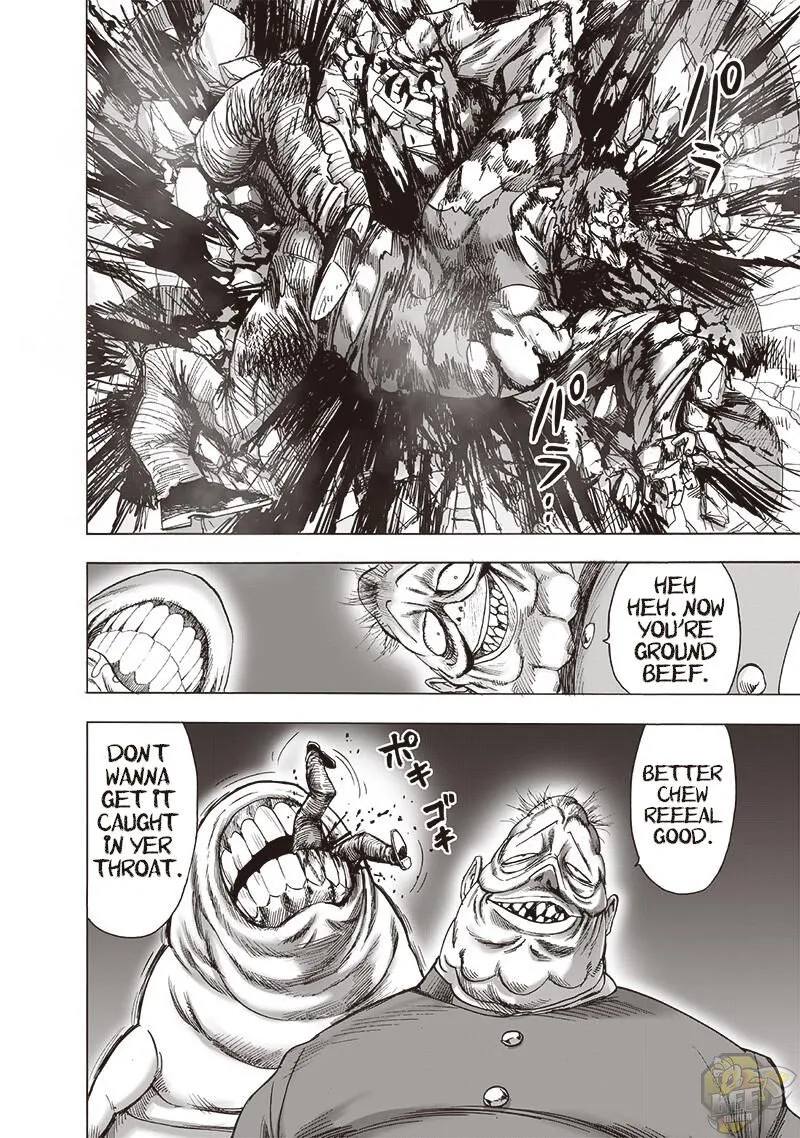 パラ
パラ…
HEH
HEH. NOW
YOU'RE
GROUND
BEEF.
BETTER
CHEW
REEEAL
GOOD.
DONT
WANNA
GET IT
CAUGHT
IN YER
THROAT.
ポキ
ゴキ